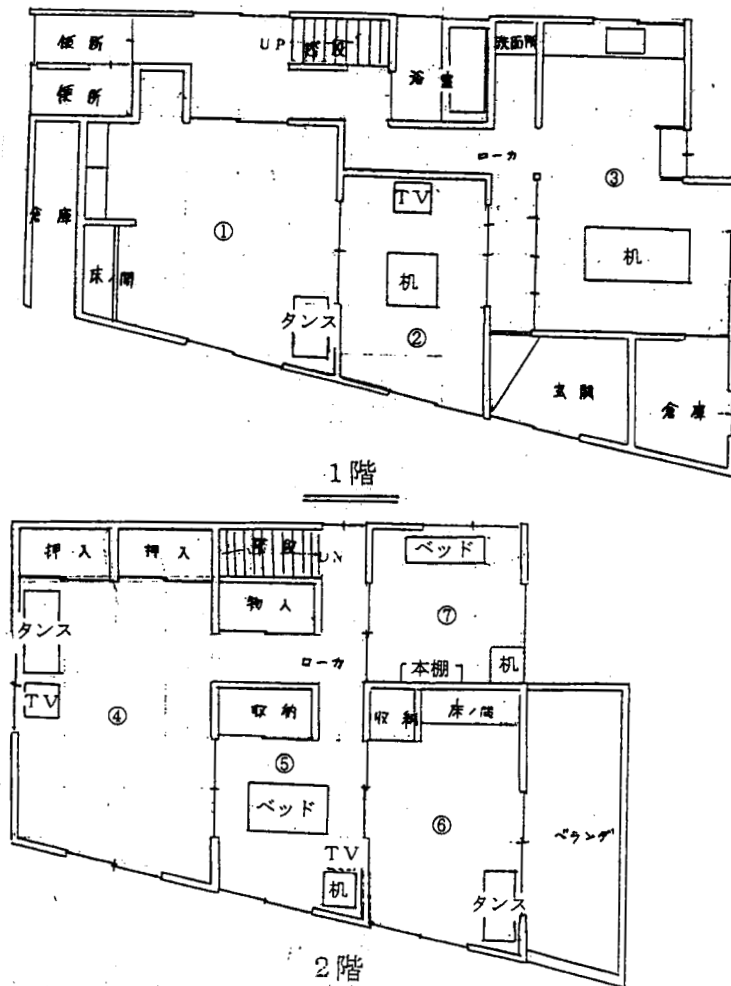 便所
UP
階段
浴室
洗面所
便所
ローカ
③
TV
倉庫
①
机
床ノ間
机
タンス
②
玄関
倉庫
1階
押入
押入
階段
ベッド
物入
タンス
⑦
ローカ
本棚
机
TV
④
収納
収納
床ノ間
⑤
ベッド
⑥
ベランダ
TV
机
タンス
2階